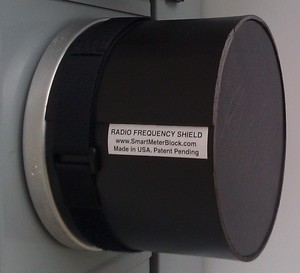 RADIO FREQUENCY SHIELD
www.SmartMeterBlock.com
Made in USA, Patent Pending